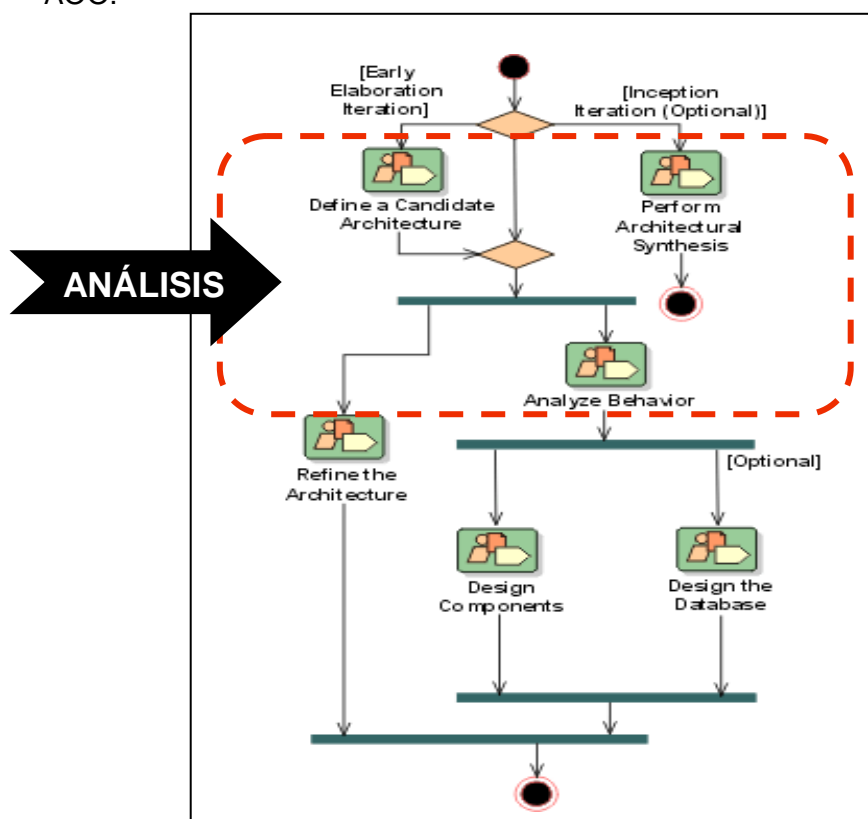 [Early
Elaboration
Iteration]
[Inception
Iteration (Optional)]
Define a Candidate
Architecture
Perform
Architectural
Synthesis
ANÁLISIS
Analyze Behavior
Refine the
Architecture
[Optional]
Design
Components
Design the
Database